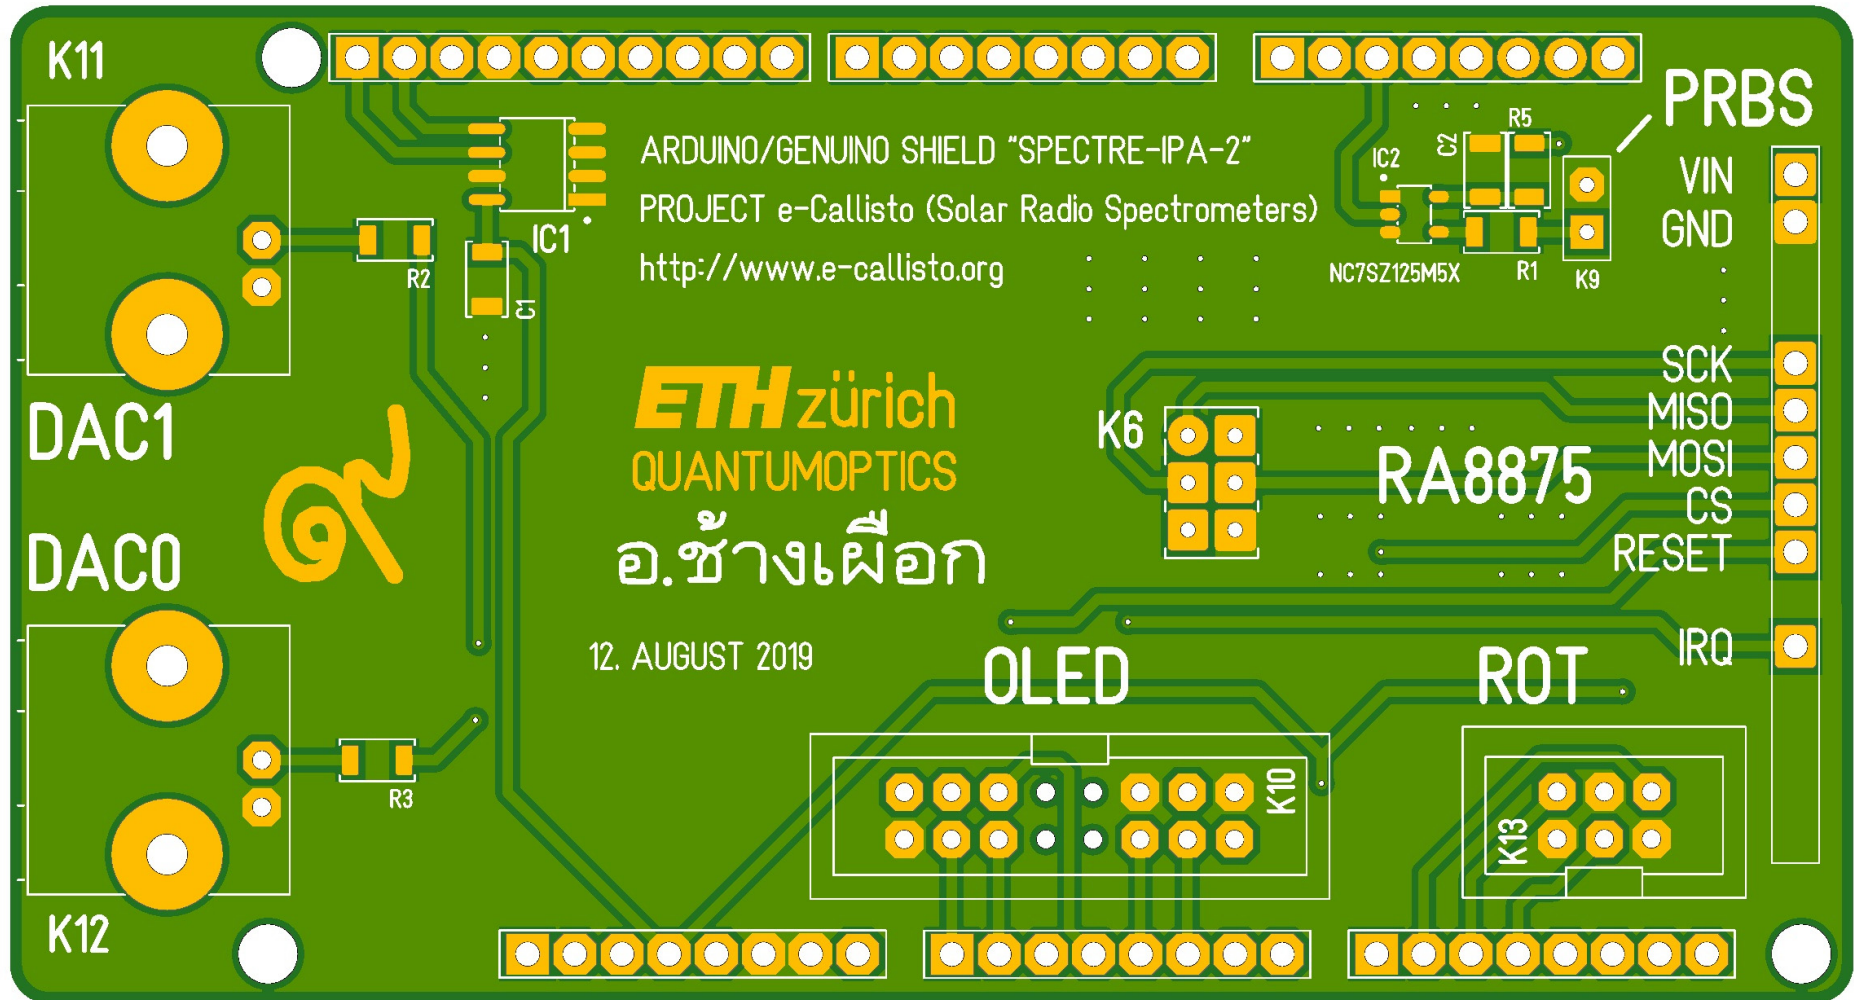 K11
PRBS
R5
C2
IC2
ARDUINO/GENUINO SHIELD "SPECTRE-IPA-2"
PROJECT e-Callisto (Solar Radio Spectrometers)
http://www.e-callisto.org
IC1
R2
C1
NC7SZ125M5X
R1
K9
VIN
GND
SCK
MISO
MOSI
CS
RESET
IRQ
DAC1
ETH zürich
QUANTUMOPTICS
K6
RA8875
๙
DAC0
อ.ช้างเผือก
12. AUGUST 2019
OLED
ROT
R3
K10
K13
K12